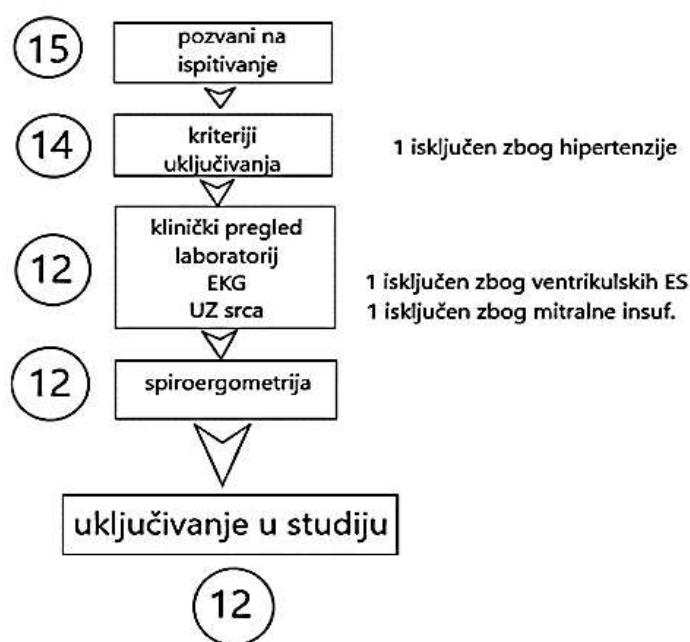 15
pozvani na
ispitivanje
14
kriteriji
uključivanja
1 isključen zbog hipertenzije
12
klinički pregled
laboratorij
EKG
UZ srca
1 isključen zbog ventrikulskih ES
1 isključen zbog mitralne insuf.
12
spiroergometrija
uključivanje u studiju
12